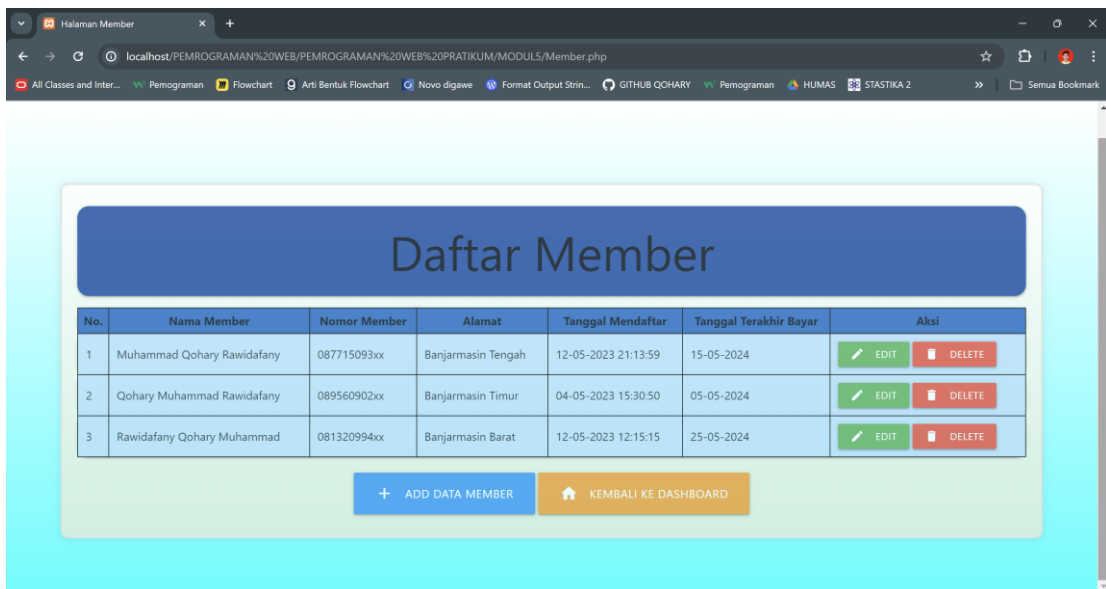 Halaman Member
localhost/PEMROGRAMAN%20WEB/PEMROGRAMAN%20WEB%20PRATIKUM/MODUL5/Member.php
All Classes and Inter... Pemograman Flowchart Arti Bentuk Flowchart Novo digawe Format Output Strin... GITHUB QOHARY Pemograman HUMAS STASTIKA 2 » Semua Bookmark
Daftar Member
No. Nama Member Nomor Member Alamat Tanggal Mendaftar Tanggal Terakhir Bayar Aksi
1 Muhammad Qohary Rawidafany 087715093xx Banjarmasin Tengah 12-05-2023 21:13:59 15-05-2024 EDIT DELETE
2 Qohary Muhammad Rawidafany 089560902xx Banjarmasin Timur 04-05-2023 15:30:50 05-05-2024 EDIT DELETE
3 Rawidafany Qohary Muhammad 081320994xx Banjarmasin Barat 12-05-2023 12:15:15 25-05-2024 EDIT DELETE
ADD DATA MEMBER KEMBALI KE DASHBOARD